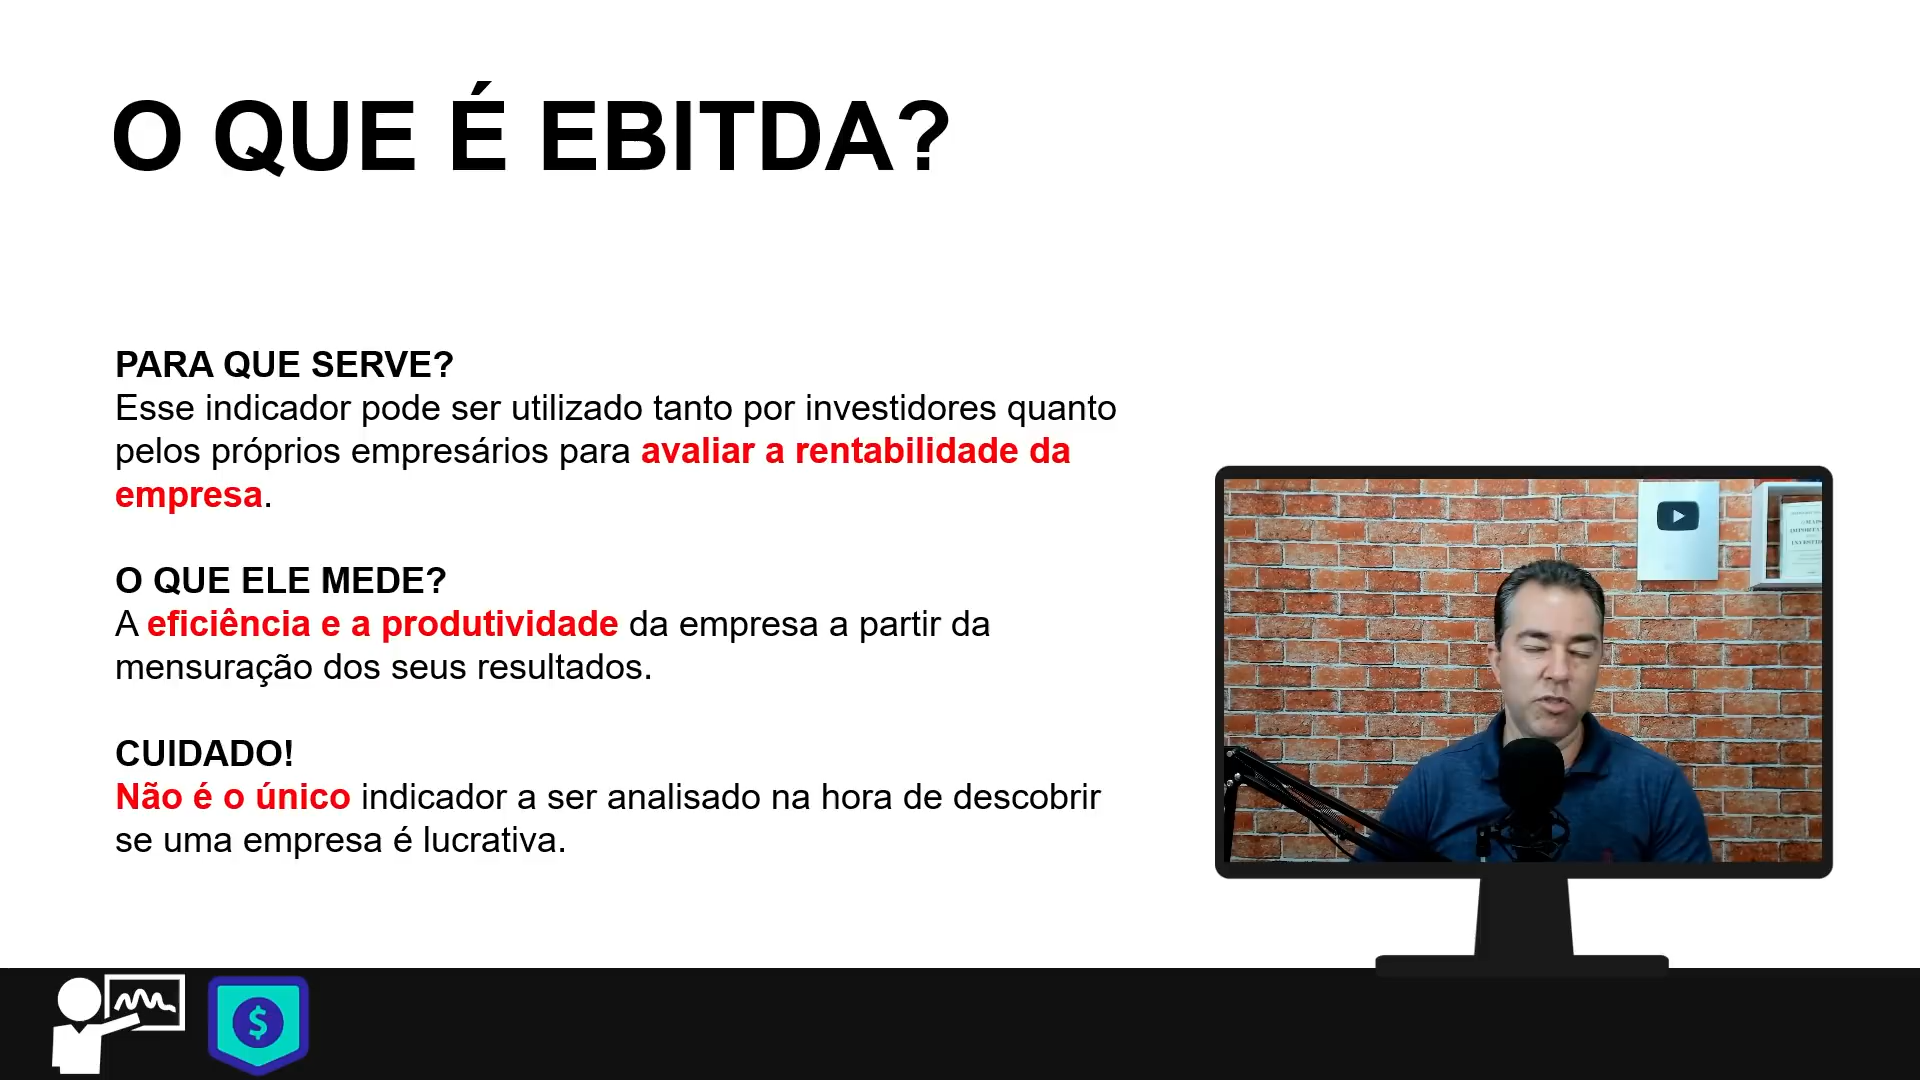 O QUE É EBITDA?
PARA QUE SERVE?
Esse indicador pode ser utilizado tanto por investidores quanto
pelos próprios empresários para avaliar a rentabilidade da
empresa.
O QUE ELE MEDE?
A eficiência e a produtividade da empresa a partir da
mensuração dos seus resultados.
CUIDADO!
Não é o único indicador a ser analisado na hora de descobrir
se uma empresa é lucrativa.
$